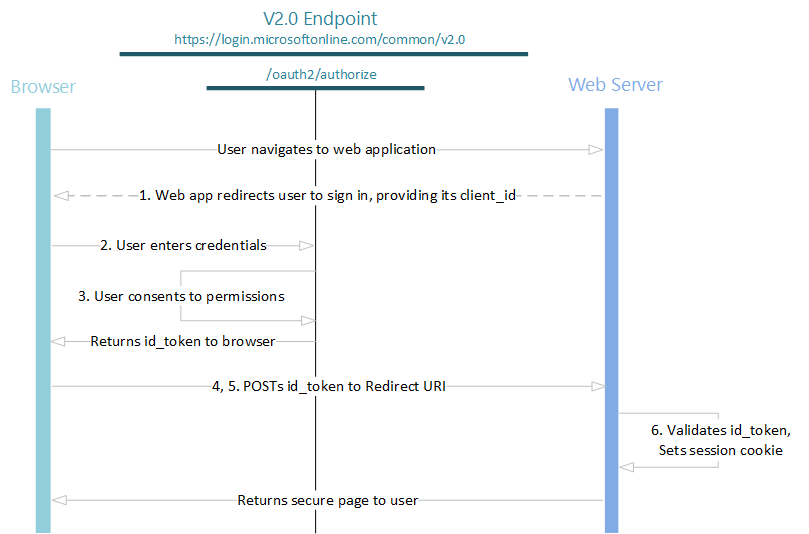 V2.0 Endpoint
https://login.microsoftonline.com/common/v2.0
/oauth2/authorize
Browser
Web Server
User navigates to web application
1. Web app redirects user to sign in, providing its client_id
2. User enters credentials
3. User consents to permissions
Returns id_token to browser
4, 5. POSTs id_token to Redirect URI
6. Validates id_token,
Sets session cookie
Returns secure page to user